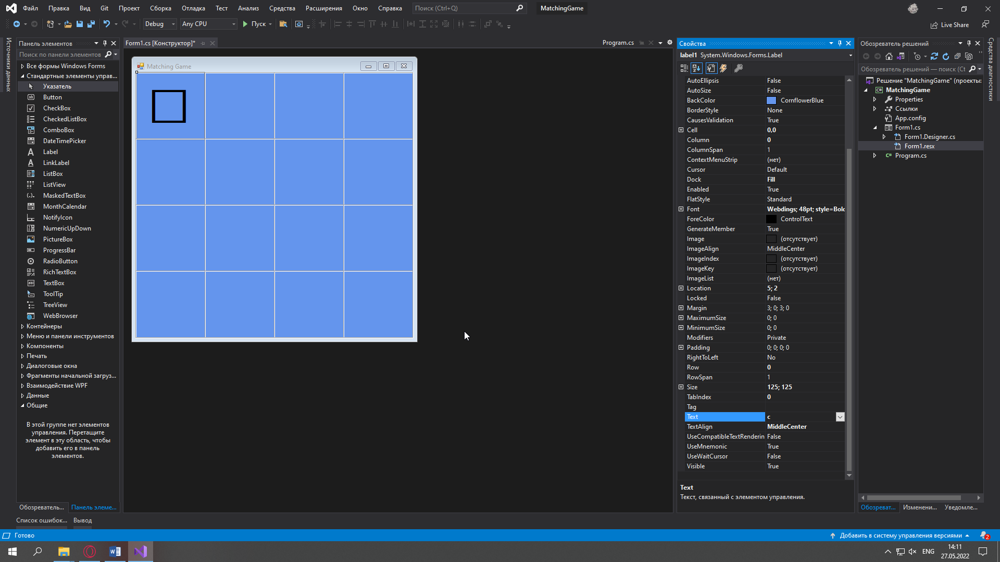 Файл Правка Вид Git Проект Сборка Отладка Тест Анализ Средства Расширения Окно Справка Поиск (Ctrl+Q) MatchingGame
Debug Any CPU Пуск Live Share
Источники данных
Панель элементов
Поиск по панели элементов
Все формы Windows Forms
Стандартные элементы управ...
Указатель
Button
CheckBox
CheckedListBox
ComboBox
DateTimePicker
Label
LinkLabel
ListBox
ListView
MaskedTextBox
MonthCalendar
NotifyIcon
NumericUpDown
PictureBox
ProgressBar
RadioButton
RichTextBox
TextBox
ToolTip
TreeView
WebBrowser
Контейнеры
Меню и панели инструментов
Компоненты
Печать
Диалоговые окна
Фрагменты начальной загруз...
Взаимодействие WPF
Данные
Общие
В этой группе нет элементов
управления. Перетащите
элемент в эту область, чтобы
добавить его в панель
элементов.
Обозреватель... Панель элеме...
Form1.cs [Конструктор]*
Program.cs
Matching Game
Свойства
label1 System.Windows.Forms.Label
AutoEllipsis False
AutoSize False
BackColor CornflowerBlue
BorderStyle None
CausesValidation True
Cell 0,0
Column 0
ColumnSpan 1
ContextMenuStrip (нет)
Cursor Default
Dock Fill
Enabled True
FlatStyle Standard
Font Webdings; 48pt; style=Bold
ForeColor ControlText
GenerateMember True
Image (отсутствует)
ImageAlign MiddleCenter
ImageIndex (отсутствует)
ImageKey (отсутствует)
ImageList (нет)
Location 5; 2
Locked False
Margin 3; 0; 3; 0
MaximumSize 0; 0
MinimumSize 0; 0
Modifiers Private
Padding 0; 0; 0; 0
RightToLeft No
Row 0
RowSpan 1
Size 125; 125
TabIndex 0
Tag
Text c
TextAlign MiddleCenter
UseCompatibleTextRenderin False
UseMnemonic True
UseWaitCursor False
Visible True
Text
Текст, связанный с элементом управления.
Обозреватель решений
Обозреватель решений — поиск (Ct
Решение "MatchingGame" (проекты:
MatchingGame
Properties
Ссылки
App.config
Form1.cs
Form1.Designer.cs
Form1.resx
Program.cs
Обозреват... Изменени... Уведомле...
Средства диагностики
Список ошибок... Вывод
Готово Добавить в систему управления версиями 2
ENG 14:11
27.05.2022